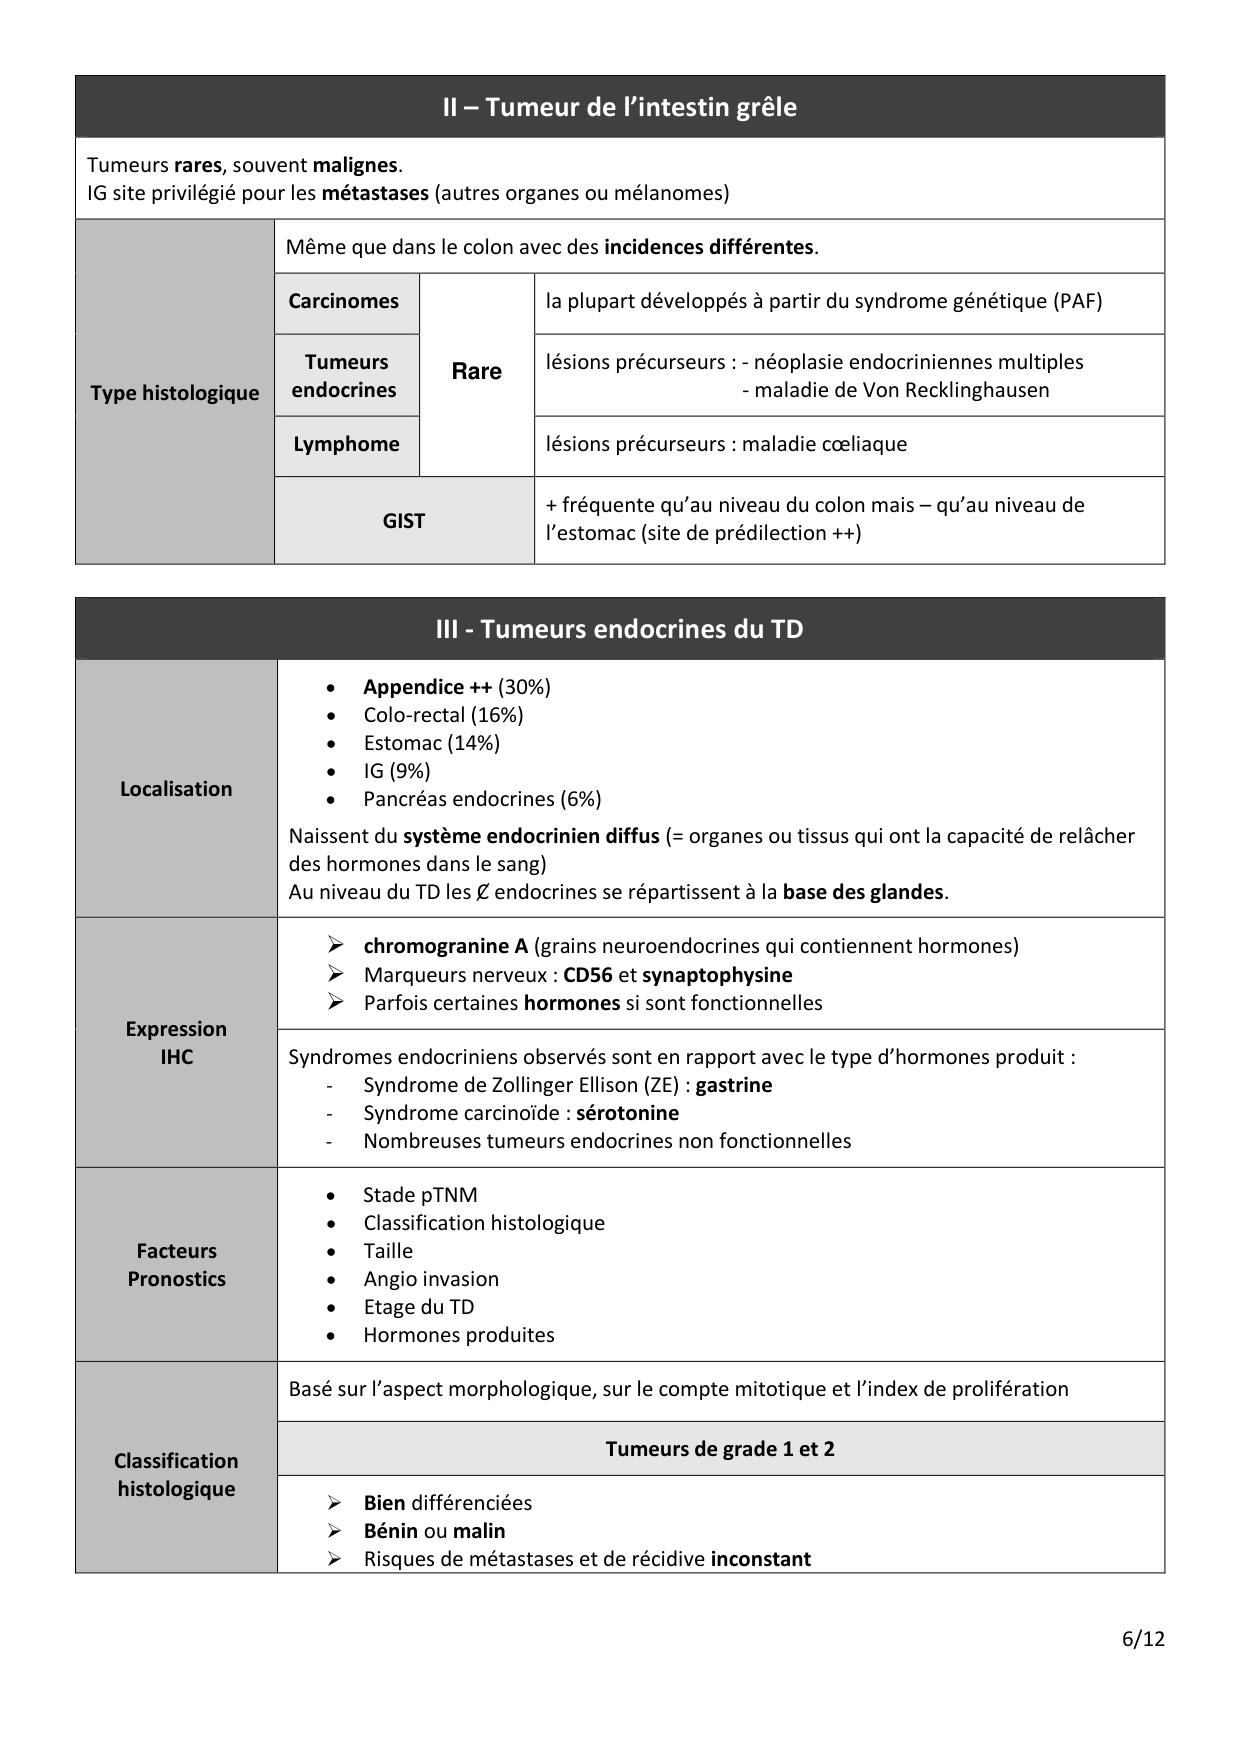 II – Tumeur de l’intestin grêle
Tumeurs rares, souvent malignes.
IG site privilégié pour les métastases (autres organes ou mélanomes)
Type histologique
Même que dans le colon avec des incidences différentes.
Carcinomes
Rare
la plupart développés à partir du syndrome génétique (PAF)
Tumeurs
endocrines
lésions précurseurs : - néoplasie endocriniennes multiples
- maladie de Von Recklinghausen
Lymphome
lésions précurseurs : maladie cœliaque
GIST
+ fréquente qu’au niveau du colon mais – qu’au niveau de
l’estomac (site de prédilection ++)
III - Tumeurs endocrines du TD
Localisation
• Appendice ++ (30%)
• Colo-rectal (16%)
• Estomac (14%)
• IG (9%)
• Pancréas endocrines (6%)
Naissent du système endocrinien diffus (= organes ou tissus qui ont la capacité de relâcher
des hormones dans le sang)
Au niveau du TD les Ȼ endocrines se répartissent à la base des glandes.
Expression
IHC
➢ chromogranine A (grains neuroendocrines qui contiennent hormones)
➢ Marqueurs nerveux : CD56 et synaptophysine
➢ Parfois certaines hormones si sont fonctionnelles
Syndromes endocriniens observés sont en rapport avec le type d’hormones produit :
- Syndrome de Zollinger Ellison (ZE) : gastrine
- Syndrome carcinoïde : sérotonine
- Nombreuses tumeurs endocrines non fonctionnelles
Facteurs
Pronostics
• Stade pTNM
• Classification histologique
• Taille
• Angio invasion
• Etage du TD
• Hormones produites
Classification
histologique
Basé sur l’aspect morphologique, sur le compte mitotique et l’index de prolifération
Tumeurs de grade 1 et 2
➢ Bien différenciées
➢ Bénin ou malin
➢ Risques de métastases et de récidive inconstant
6/12